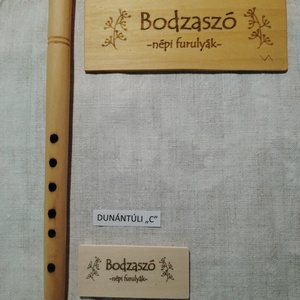 Bodzaszó
-népi furulyák-
DUNÁNTÚLI „C"
Bodzaszó
-népi furulyák-